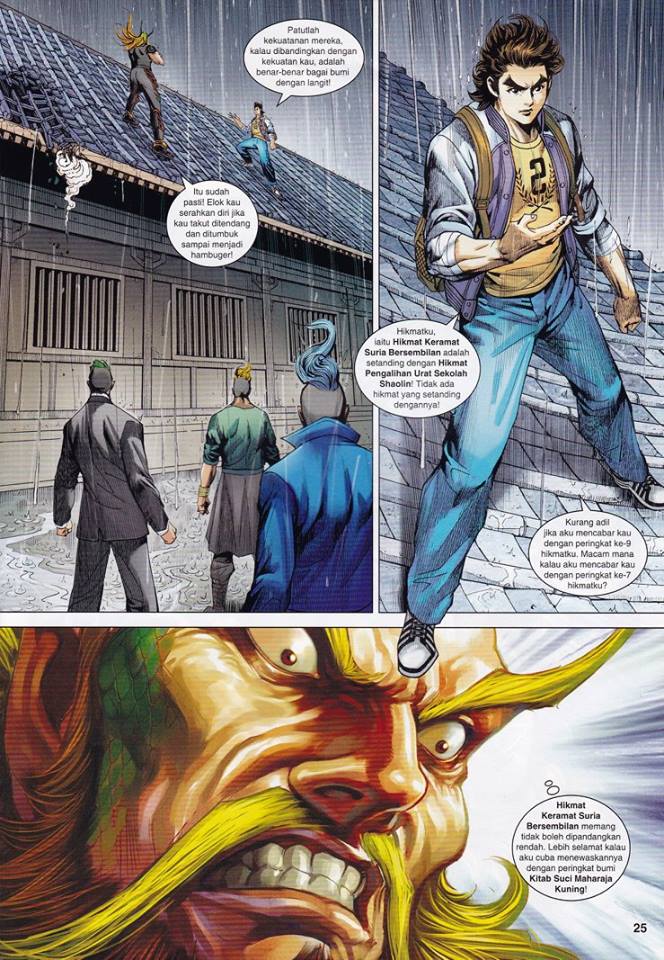 Patutlah
kekuatanan mereka,
kalau dibandingkan dengan
kekuatan kau, adalah
benar-benar bagai bumi
dengan langit!
Itu sudah
pasti! Elok kau
serahkan diri jika
kau takut ditendang
dan ditumbuk
sampai menjadi
hambuger!
2
Hikmatku,
iaitu Hikmat Keramat
Suria Bersembilan adalah
setanding dengan Hikmat
Pengalihan Urat Sekolah
Shaolin! Tidak ada
hikmat yang setanding
dengannya!
Kurang adil
jika aku mencabar kau
dengan peringkat ke-9
hikmatku. Macam mana
kalau aku mencabar kau
dengan peringkat ke-7
hikmatku?
Hikmat
Keramat Suria
Bersembilan memang
tidak boleh dipandangkan
rendah. Lebih selamat kalau
aku cuba menewaskannya
dengan peringkat bumi
Kitab Suci Maharaja
Kuning!
25